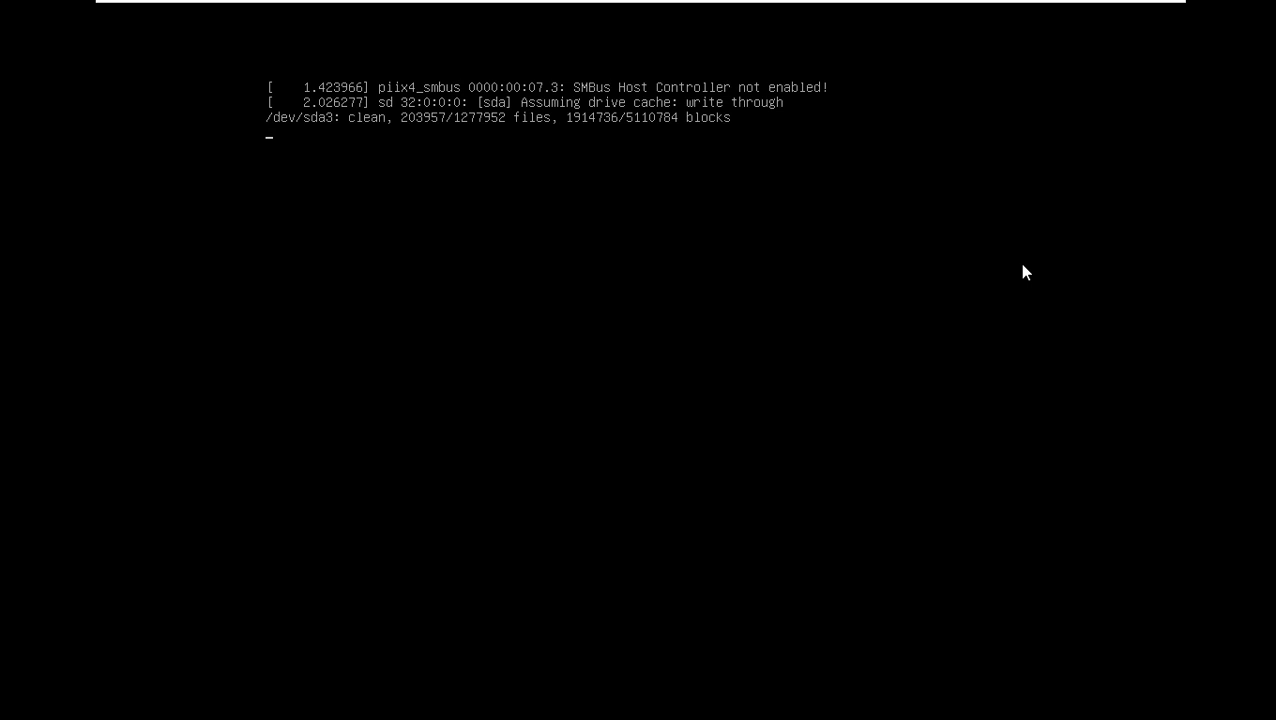 [    1.423966] piix4_smbus 0000:00:07.3: SMBus Host Controller not enabled!
[    2.026277] sd 32:0:0:0: [sda] Assuming drive cache: write through
/dev/sda3: clean, 203957/1277952 files, 1914736/5110784 blocks